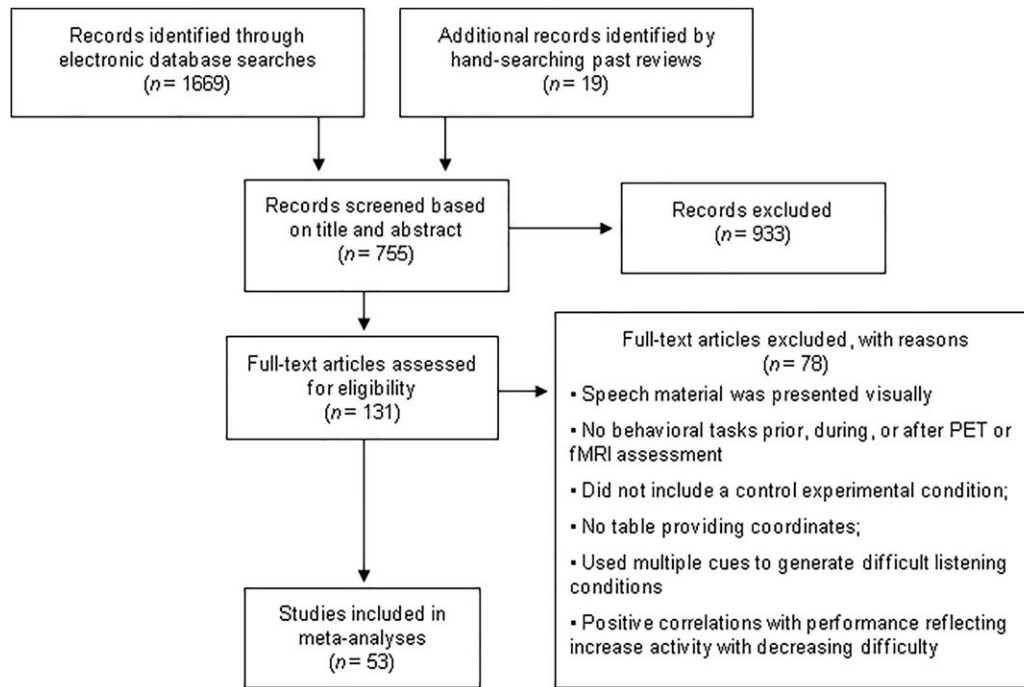 Records identified through
electronic database searches
(n = 1669)
Additional records identified by
hand-searching past reviews
(n = 19)
Records screened based
on title and abstract
(n = 755)
Records excluded
(n = 933)
Full-text articles assessed
for eligibility
(n = 131)
Full-text articles excluded, with reasons
(n = 78)
▪ Speech material was presented visually
▪ No behavioral tasks prior, during, or after PET or
fMRI assessment
▪ Did not include a control experimental condition;
▪ No table providing coordinates;
▪ Used multiple cues to generate difficult listening
conditions
▪ Positive correlations with performance reflecting
increase activity with decreasing difficulty
Studies included in
meta-analyses
(n = 53)